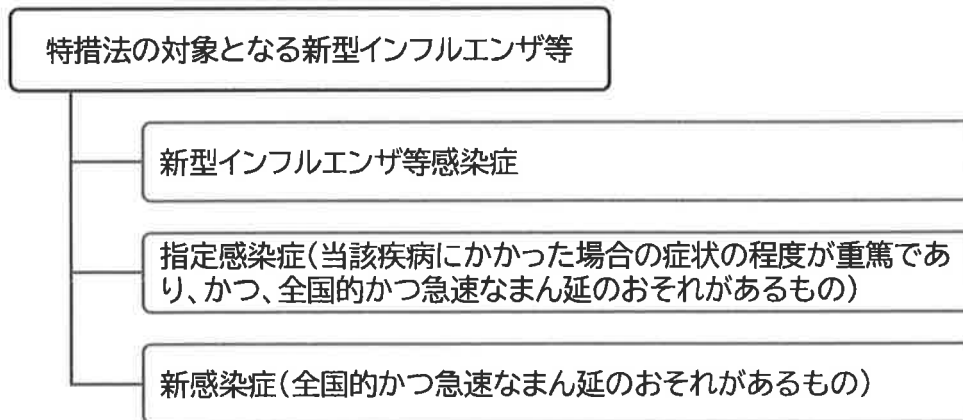 特措法の対象となる新型インフルエンザ等
新型インフルエンザ等感染症
指定感染症(当該疾病にかかった場合の症状の程度が重篤であ
り、かつ、全国的かつ急速なまん延のおそれがあるもの)
新感染症(全国的かつ急速なまん延のおそれがあるもの)